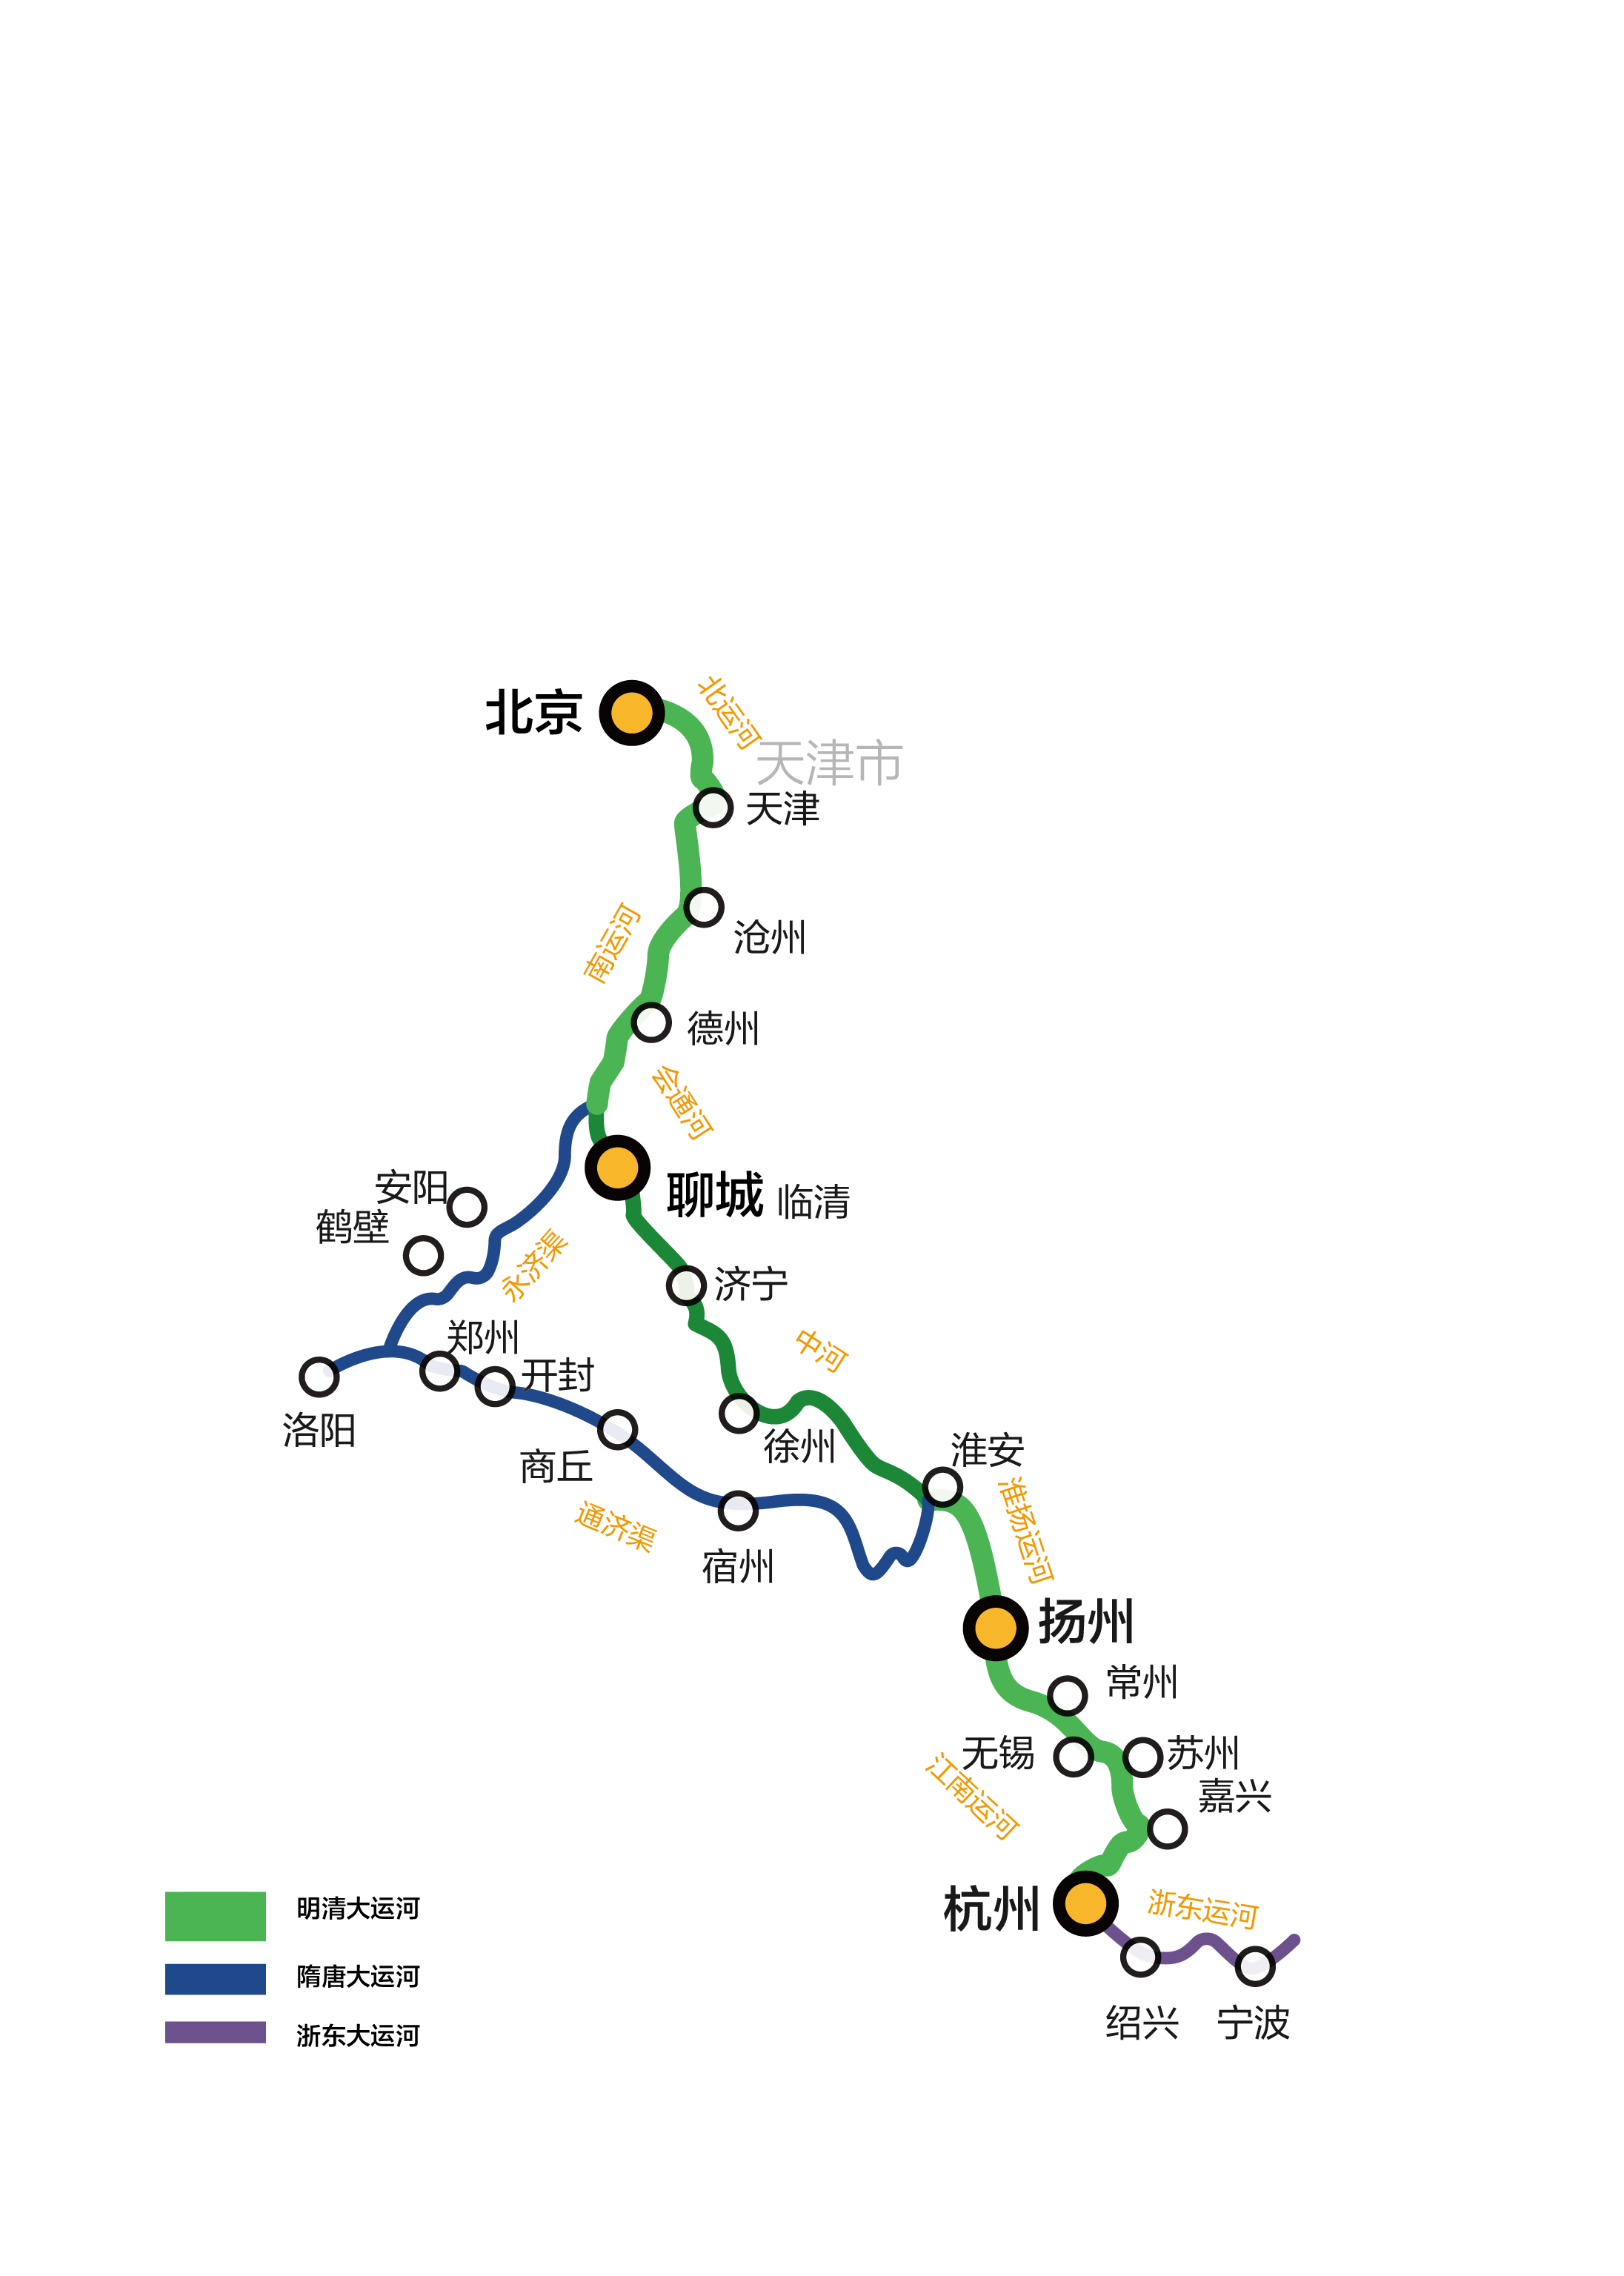 北京
北运河
天津市
天津
南运河
沧州
德州
会通河
聊城
临清
安阳
鹤壁
永济渠
济宁
郑州
中河
开封
洛阳
徐州
淮安
商丘
通济渠
淮扬运河
宿州
扬州
常州
无锡
苏州
江南运河
嘉兴
杭州
浙东运河
绍兴
宁波
明清大运河
隋唐大运河
浙东大运河